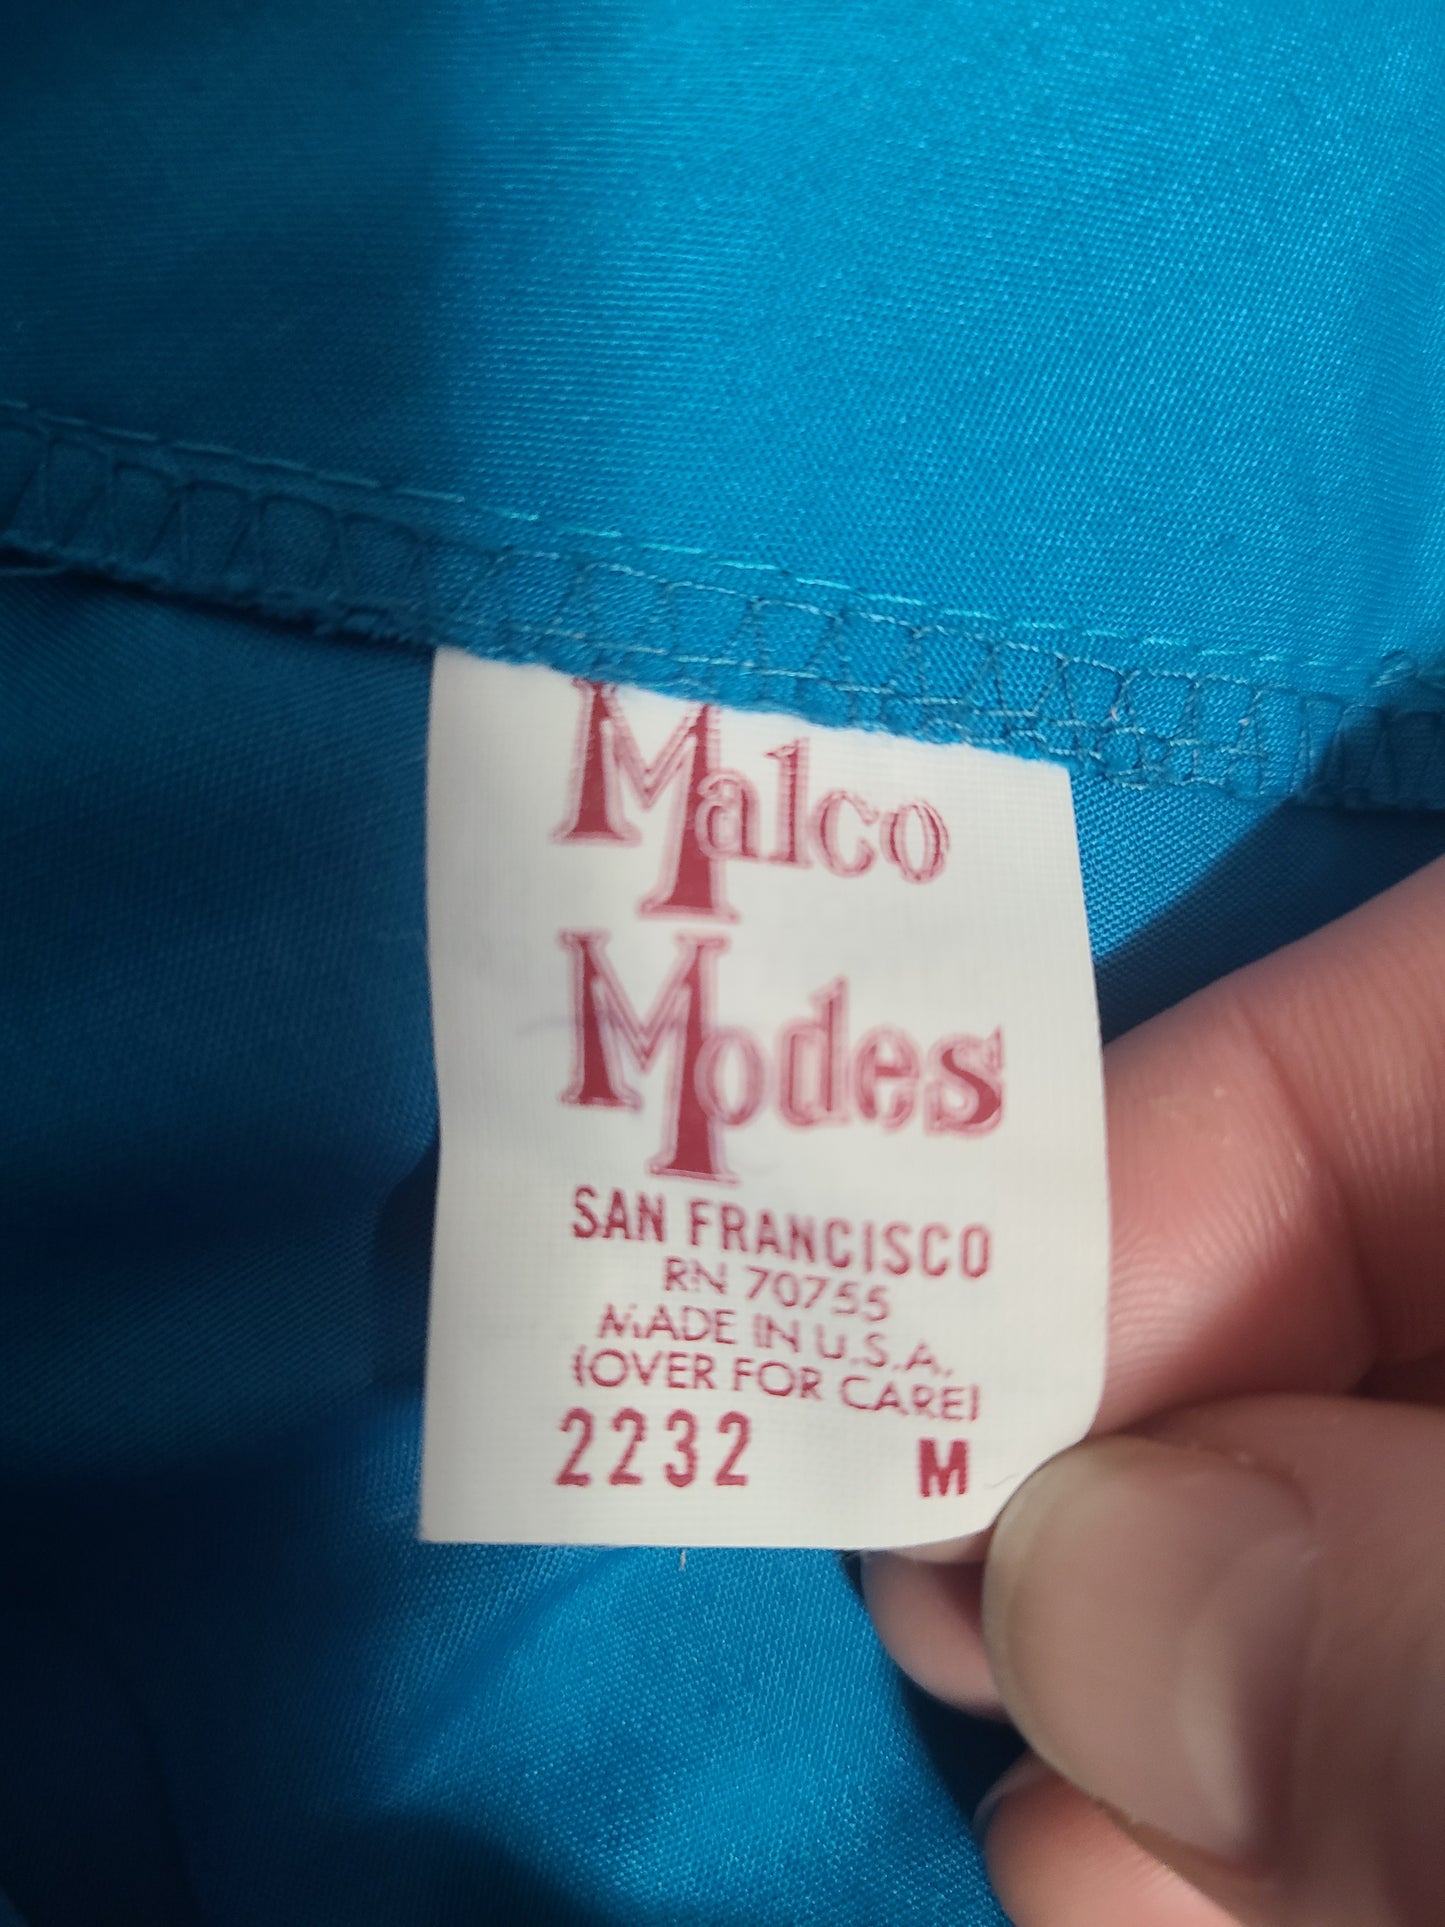 Malco
Modes
SAN FRANCISCO
RN 70755
MADE IN U.S.A.
(OVER FOR CARE)
2232 M